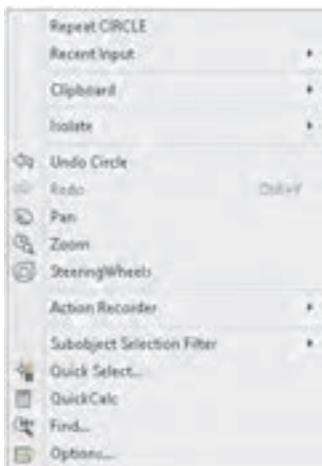 Repeat CIRCLE
Recent Input
Clipboard
Isolate
Undo Circle
Redo Ctrl+Y
Pan
Zoom
SteeringWheels
Action Recorder
Subobject Selection Filter
Quick Select...
QuickCalc
Find...
Options...